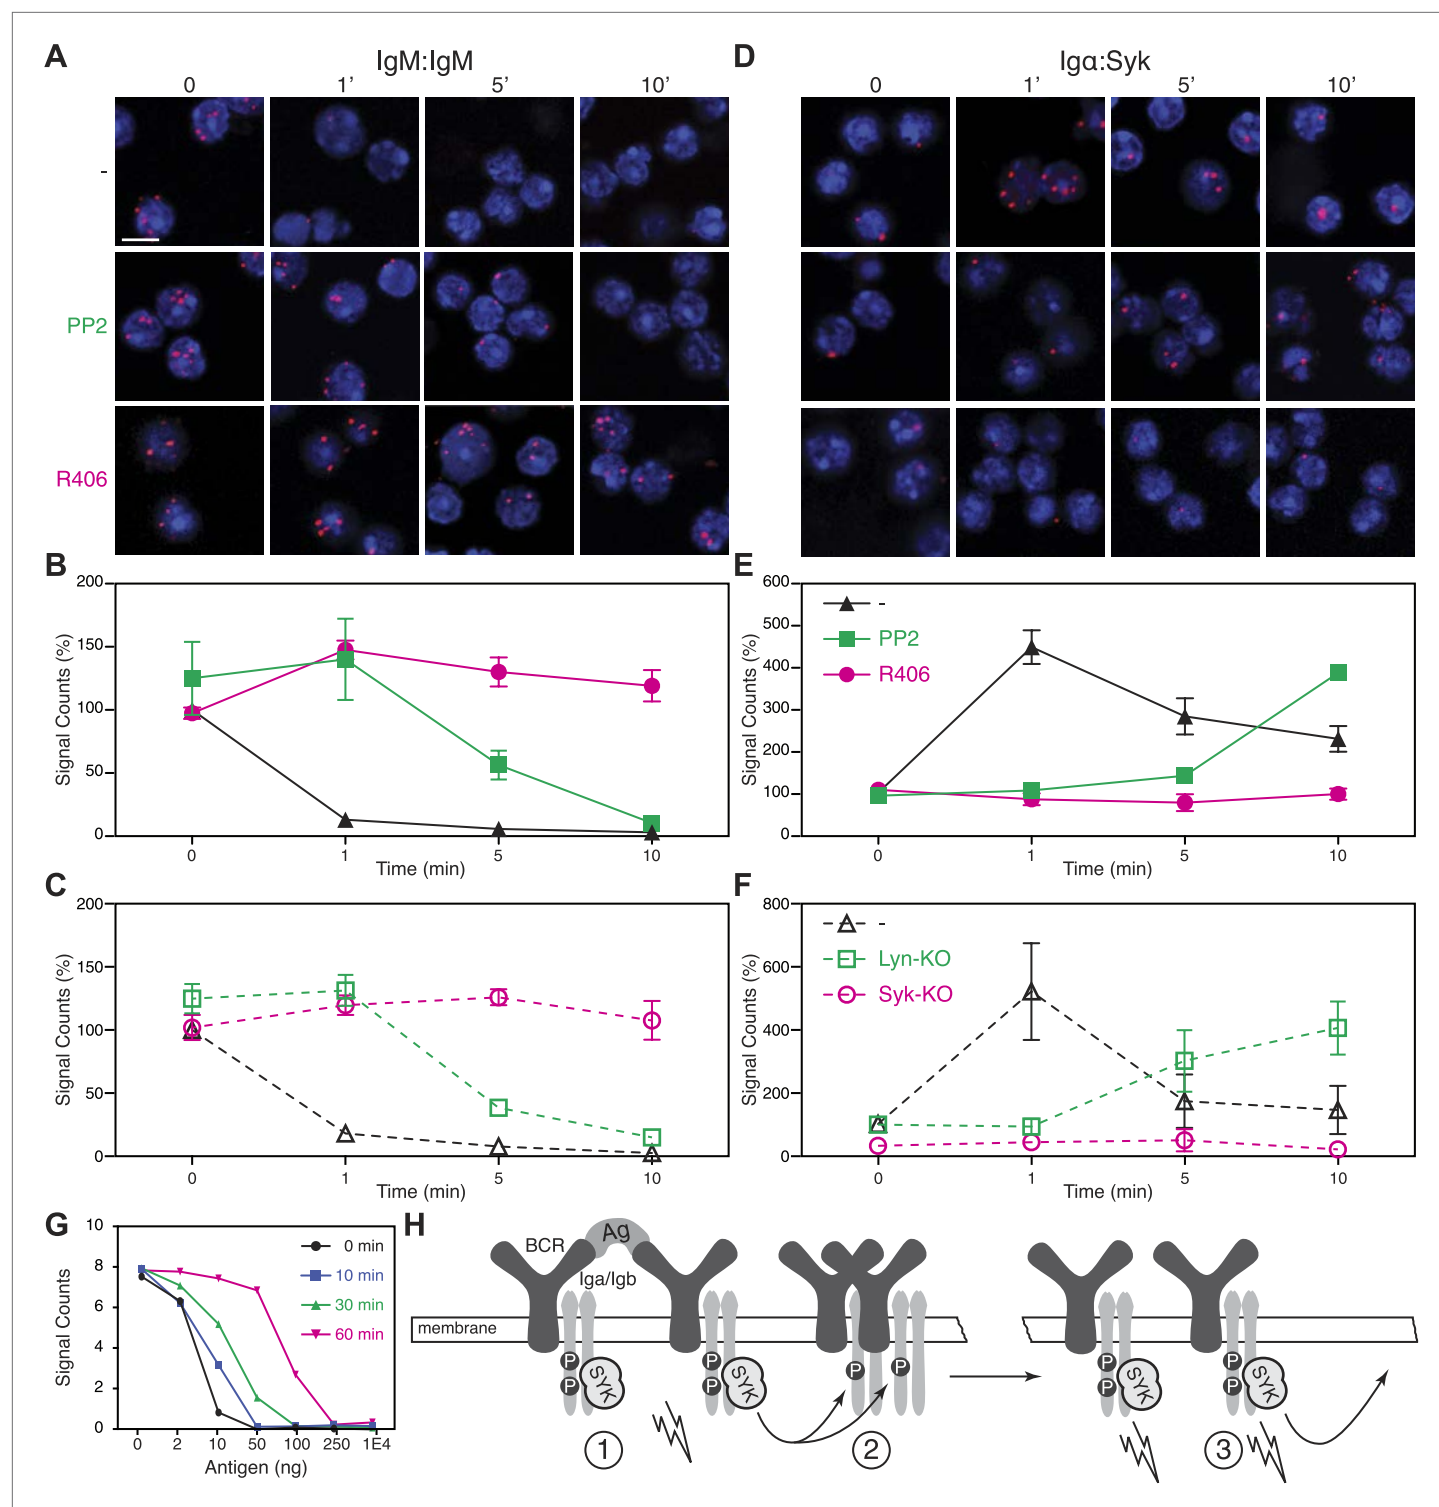 A
IgM:IgM
0 1’ 5’ 10’
-
PP2
R406
D
Igα:Syk
0 1’ 5’ 10’
B
Signal Counts (%)
200
150
100
50
0
0 1 5 10
Time (min)
E
Signal Counts (%)
600
500
400
300
200
100
0
-
PP2
R406
0 1 5 10
Time (min)
C
Signal Counts (%)
200
150
100
50
0
0 1 5 10
Time (min)
F
Signal Counts (%)
800
600
400
200
0
-
Lyn-KO
Syk-KO
0 1 5 10
Time (min)
G
Signal Counts
10
8
6
4
2
0
0 min
10 min
30 min
60 min
0 2 10 50 100 250 1E4
Antigen (ng)
H
Ag
BCR
Iga/Igb
membrane
P P P P P P P P P P
SYK SYK SYK SYK
1 2 3